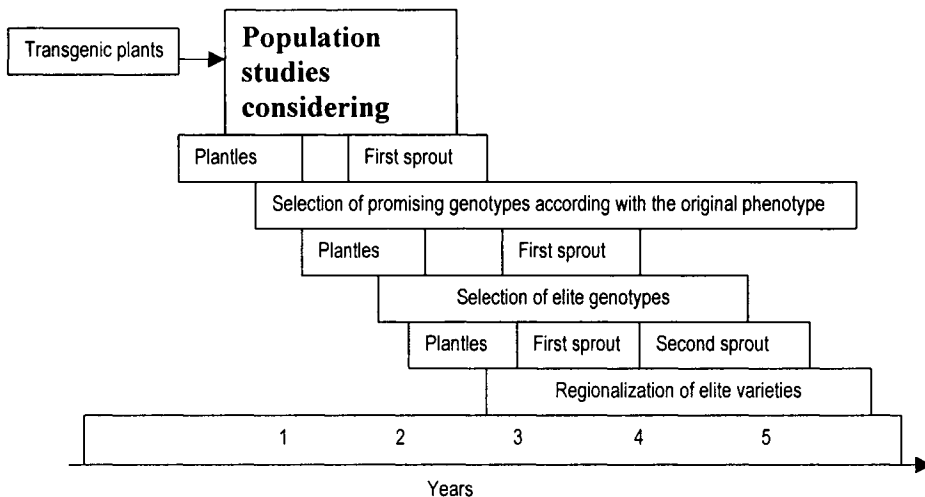 Transgenic plants
Population
studies
considering
Plantles
First sprout
Selection of promising genotypes according with the original phenotype
Plantles
First sprout
Selection of elite genotypes
Plantles
First sprout
Second sprout
Regionalization of elite varieties
1
2
3
4
5
Years